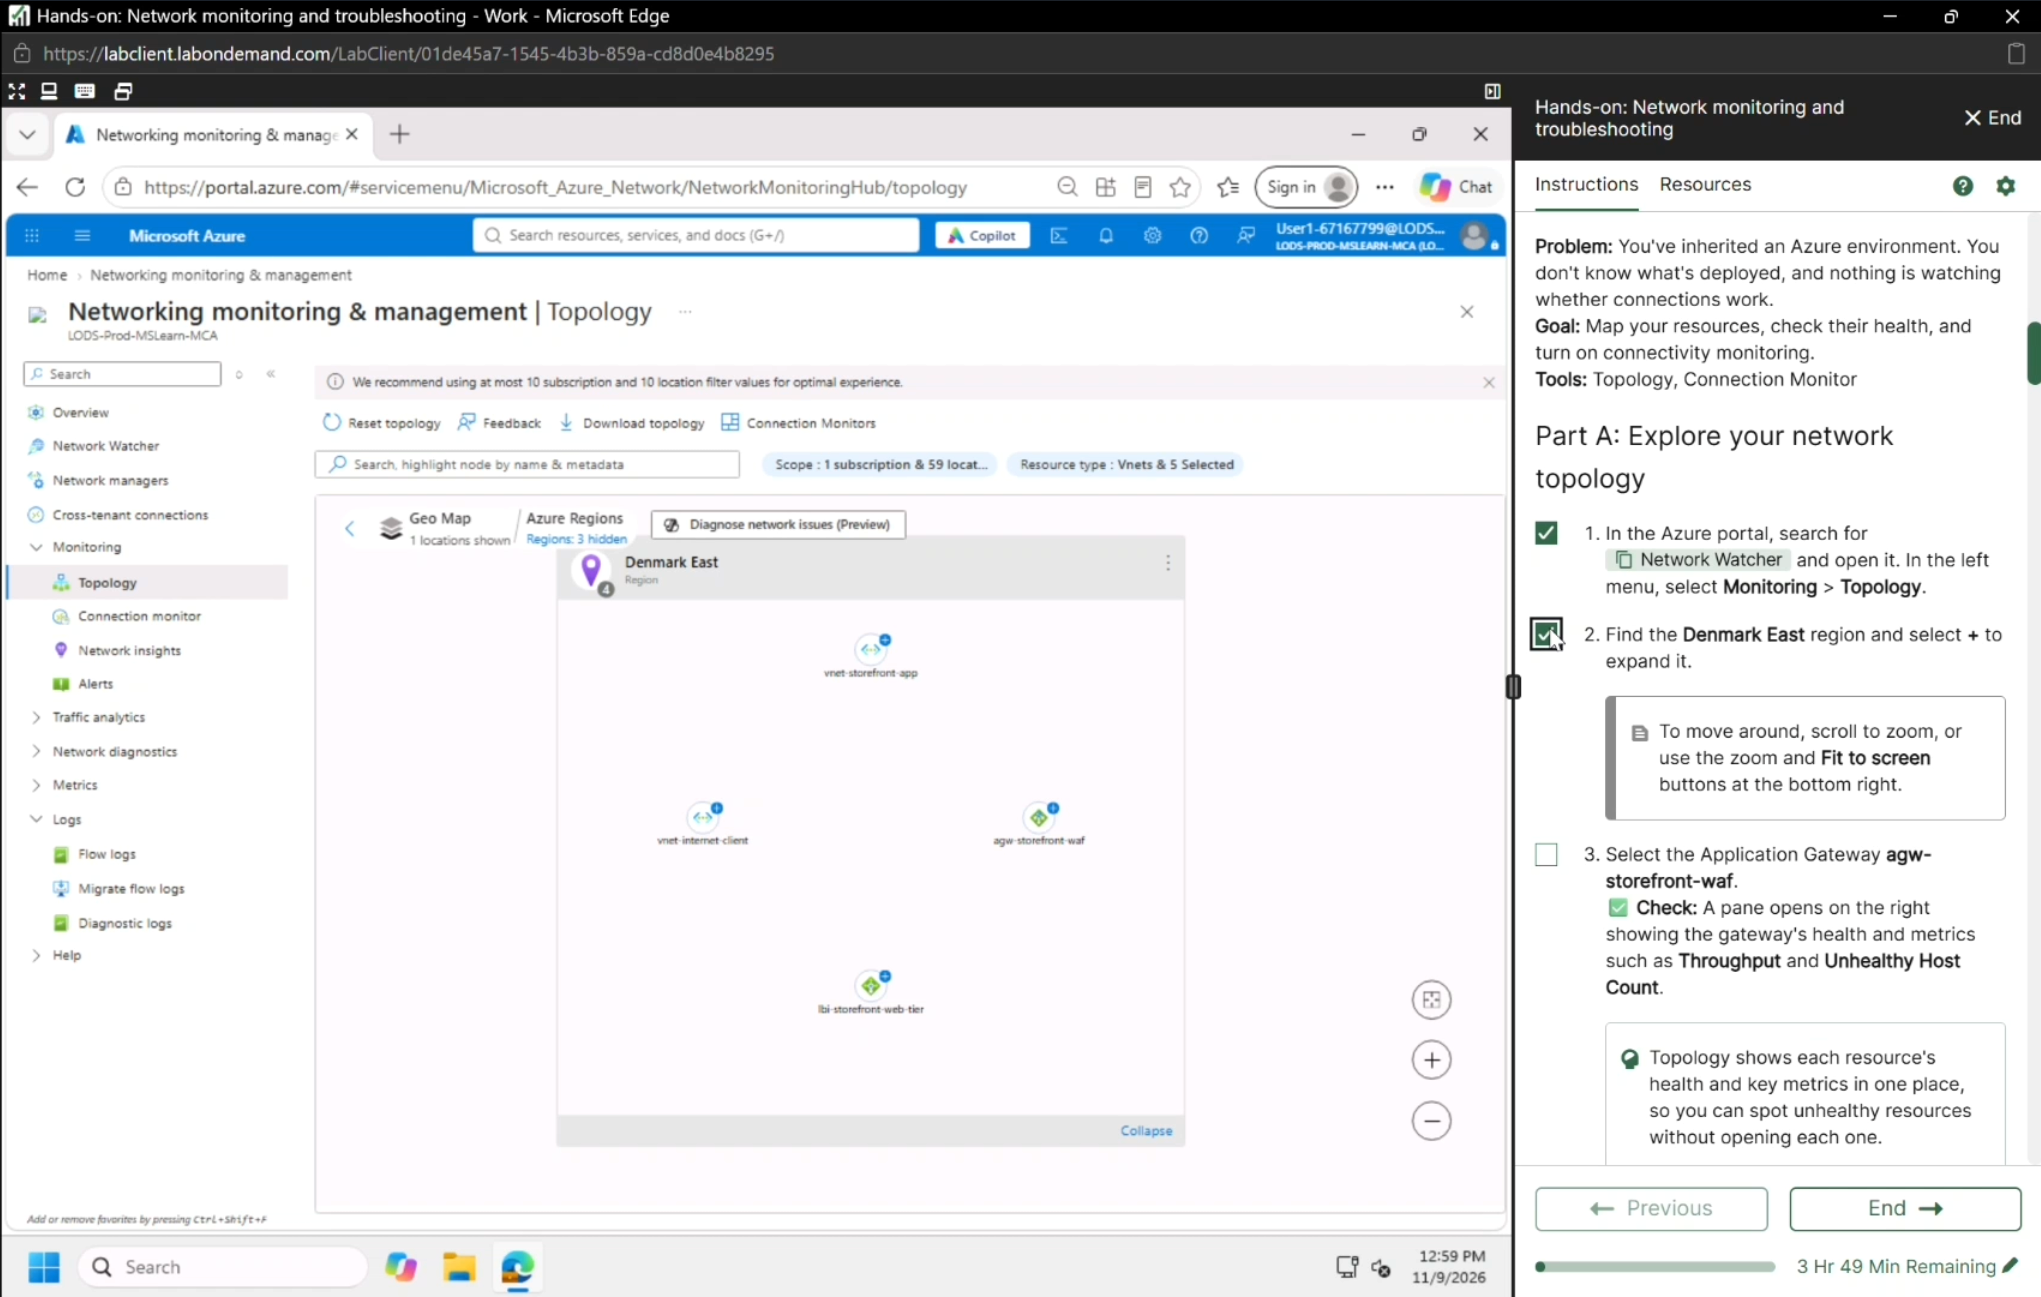 Hands-on: Network monitoring and troubleshooting - Work - Microsoft Edge
https://labclient.labondemand.com/LabClient/01de45a7-1545-4b3b-859a-cd8d0e4b8295
Networking monitoring & manage
https://portal.azure.com/#servicemenu/Microsoft_Azure_Network/NetworkMonitoringHub/topology
Sign in
Chat
Microsoft Azure
Search resources, services, and docs (G+/)
Copilot
User1-67167799@LODS...
LODS-PROD-MSLEARN-MCA (LO...
Home > Networking monitoring & management
Networking monitoring & management | Topology
LODS-Prod-MSLearn-MCA
Search
Overview
Network Watcher
Network managers
Cross-tenant connections
Monitoring
Topology
Connection monitor
Network insights
Alerts
Traffic analytics
Network diagnostics
Metrics
Logs
Flow logs
Migrate flow logs
Diagnostic logs
Help
Add or remove favorites by pressing Ctrl+Shift+F
We recommend using at most 10 subscription and 10 location filter values for optimal experience.
Reset topology
Feedback
Download topology
Connection Monitors
Search, highlight node by name & metadata
Scope : 1 subscription & 59 locat...
Resource type : Vnets & 5 Selected
Geo Map
1 locations shown
Azure Regions
Regions: 3 hidden
Diagnose network issues (Preview)
4
Denmark East
Region
vnet-storefront-app
vnet-internet-client
agw-storefront-waf
lbi-storefront-web-tier
Collapse
Search
12:59 PM
11/9/2026
Hands-on: Network monitoring and
troubleshooting
End
Instructions
Resources
Problem: You've inherited an Azure environment. You
don't know what's deployed, and nothing is watching
whether connections work.
Goal: Map your resources, check their health, and
turn on connectivity monitoring.
Tools: Topology, Connection Monitor
Part A: Explore your network
topology
1. In the Azure portal, search for
Network Watcher and open it. In the left
menu, select Monitoring > Topology.
2. Find the Denmark East region and select + to
expand it.
To move around, scroll to zoom, or
use the zoom and Fit to screen
buttons at the bottom right.
3. Select the Application Gateway agw-
storefront-waf.
Check: A pane opens on the right
showing the gateway's health and metrics
such as Throughput and Unhealthy Host
Count.
Topology shows each resource's
health and key metrics in one place,
so you can spot unhealthy resources
without opening each one.
Previous
End
3 Hr 49 Min Remaining